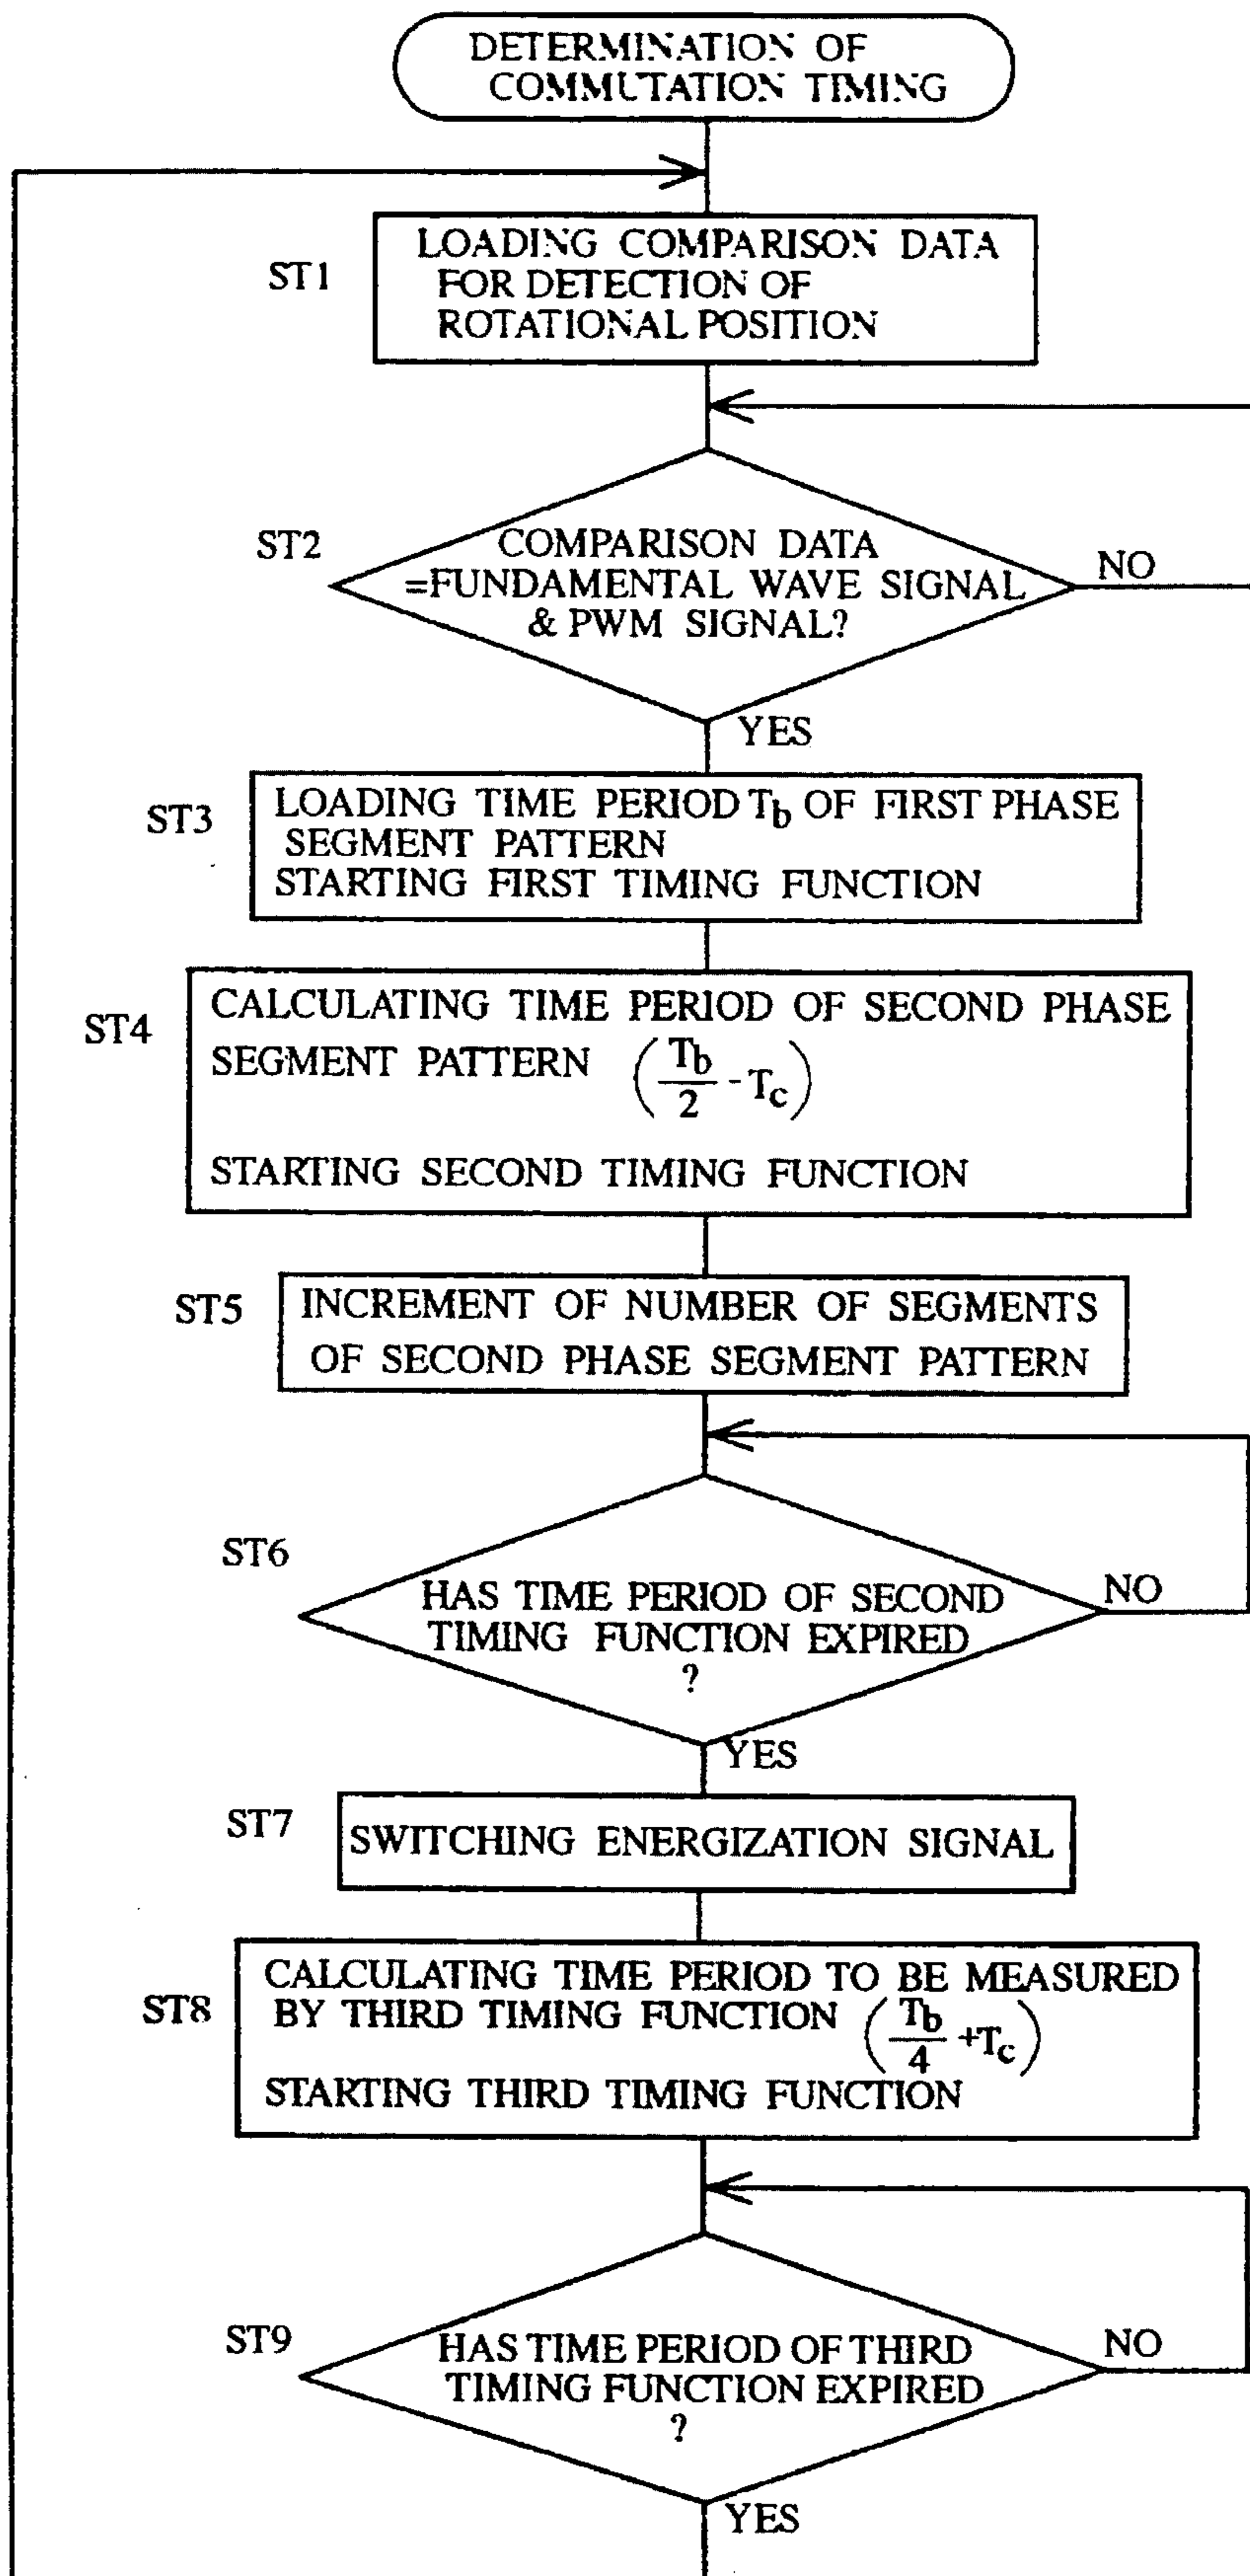 DETERMINATION OF
COMMUTATION TIMING
ST1
LOADING COMPARISON DATA
FOR DETECTION OF
ROTATIONAL POSITION
ST2
COMPARISON DATA
=FUNDAMENTAL WAVE SIGNAL
& PWM SIGNAL?
NO
YES
ST3
LOADING TIME PERIOD Tb OF FIRST PHASE
SEGMENT PATTERN
STARTING FIRST TIMING FUNCTION
ST4
CALCULATING TIME PERIOD OF SECOND PHASE
SEGMENT PATTERN (Tb/2 - Tc)
STARTING SECOND TIMING FUNCTION
ST5
INCREMENT OF NUMBER OF SEGMENTS
OF SECOND PHASE SEGMENT PATTERN
ST6
HAS TIME PERIOD OF SECOND
TIMING FUNCTION EXPIRED
?
NO
YES
ST7
SWITCHING ENERGIZATION SIGNAL
ST8
CALCULATING TIME PERIOD TO BE MEASURED
BY THIRD TIMING FUNCTION (Tb/4 +Tc)
STARTING THIRD TIMING FUNCTION
ST9
HAS TIME PERIOD OF THIRD
TIMING FUNCTION EXPIRED
?
NO
YES